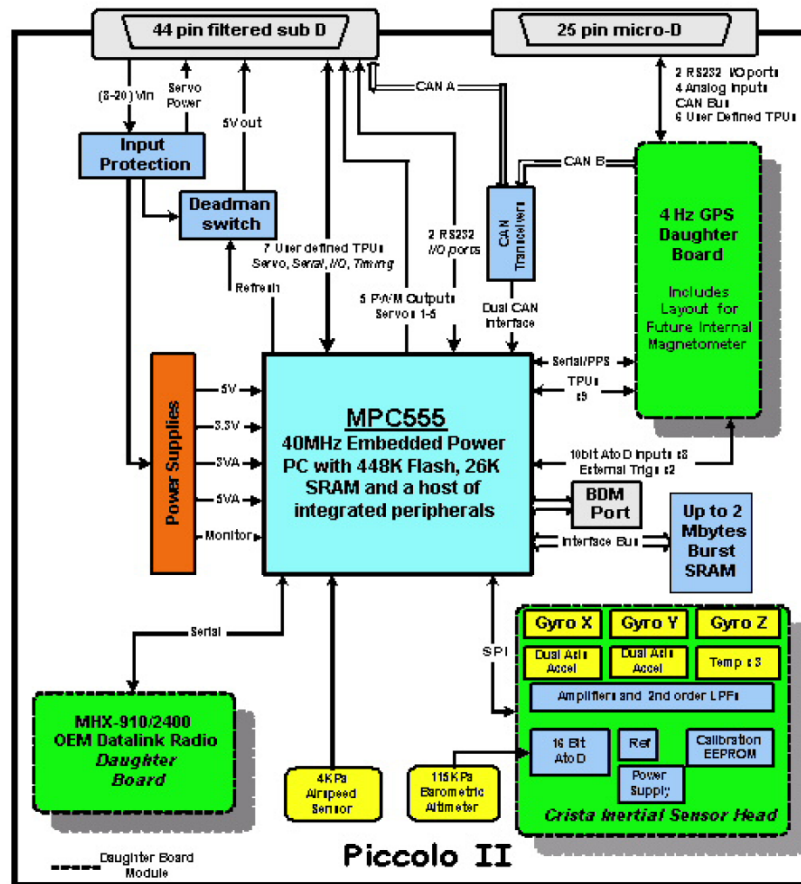 44 pin filtered sub D
25 pin micro-D
(8-20) Vin
Servo
Power
5V out
CAN A
2 RS232 I/O ports
4 Analog Inputs
CAN Bus
6 User Defined TPUs
Input
Protection
Deadman
switch
CAN B
CAN
Transceivers
4 Hz GPS
Daughter
Board
Includes
Layout for
Future Internal
Magnetometer
7 User defined TPUs
Servo, Serial, I/O, Timing
2 RS232
I/O ports
Refresh
5 PWM Outputs
Servos 1-5
Dual CAN
Interface
Serial/PPS
TPUs
x9
Power Supplies
5V
3.3V
3VA
5VA
Monitor
MPC555
40MHz Embedded Power
PC with 448K Flash, 26K
SRAM and a host of
integrated peripherals
10bit AtoD Inputs x8
External Trigs x2
BDM
Port
Interface Bus
Up to 2
Mbytes
Burst
SRAM
Serial
SPI
Gyro X
Gyro Y
Gyro Z
Dual Axis
Accel
Dual Axis
Accel
Temp x 3
Amplifiers and 2nd order LPFs
16 Bit
AtoD
Ref
Calibration
EEPROM
Power
Supply
Crista Inertial Sensor Head
MHX-910/2400
OEM Datalink Radio
Daughter
Board
4KPa
Airspeed
Sensor
115KPa
Barometric
Altimeter
Piccolo II
Daughter Board
Module